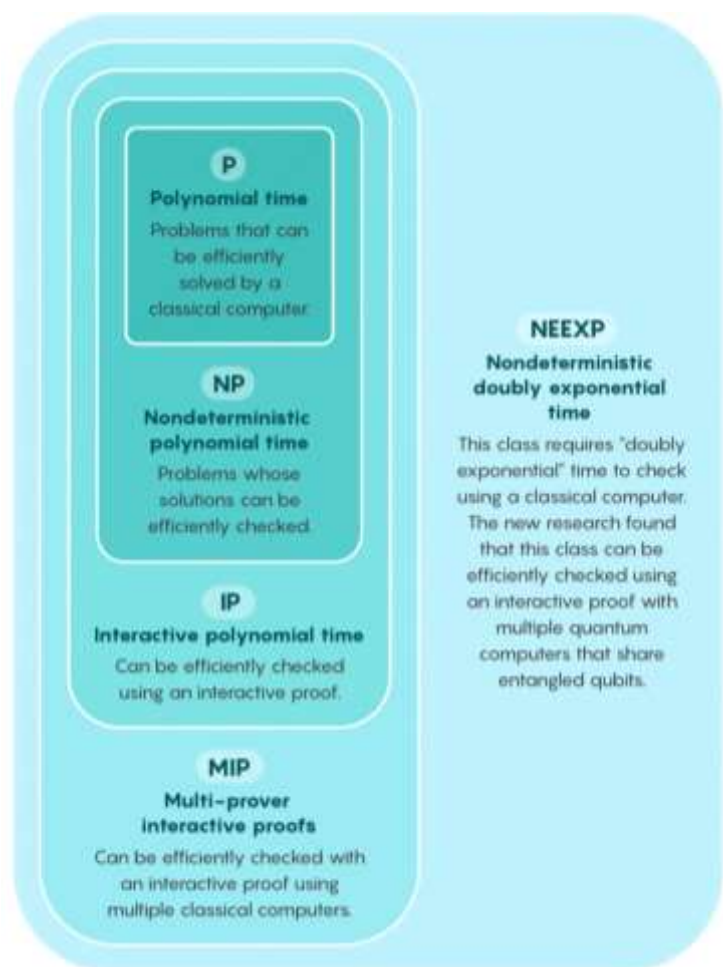 P
Polynomial time
Problems that can
be efficiently
solved by a
classical computer.
NP
Nondeterministic
polynomial time
Problems whose
solutions can be
efficiently checked.
IP
Interactive polynomial time
Can be efficiently checked
using an interactive proof.
MIP
Multi-prover
interactive proofs
Can be efficiently checked with
an interactive proof using
multiple classical computers.
NEEXP
Nondeterministic
doubly exponential
time
This class requires "doubly
exponential" time to check
using a classical computer.
The new research found
that this class can be
efficiently checked using
an interactive proof with
multiple quantum
computers that share
entangled qubits.